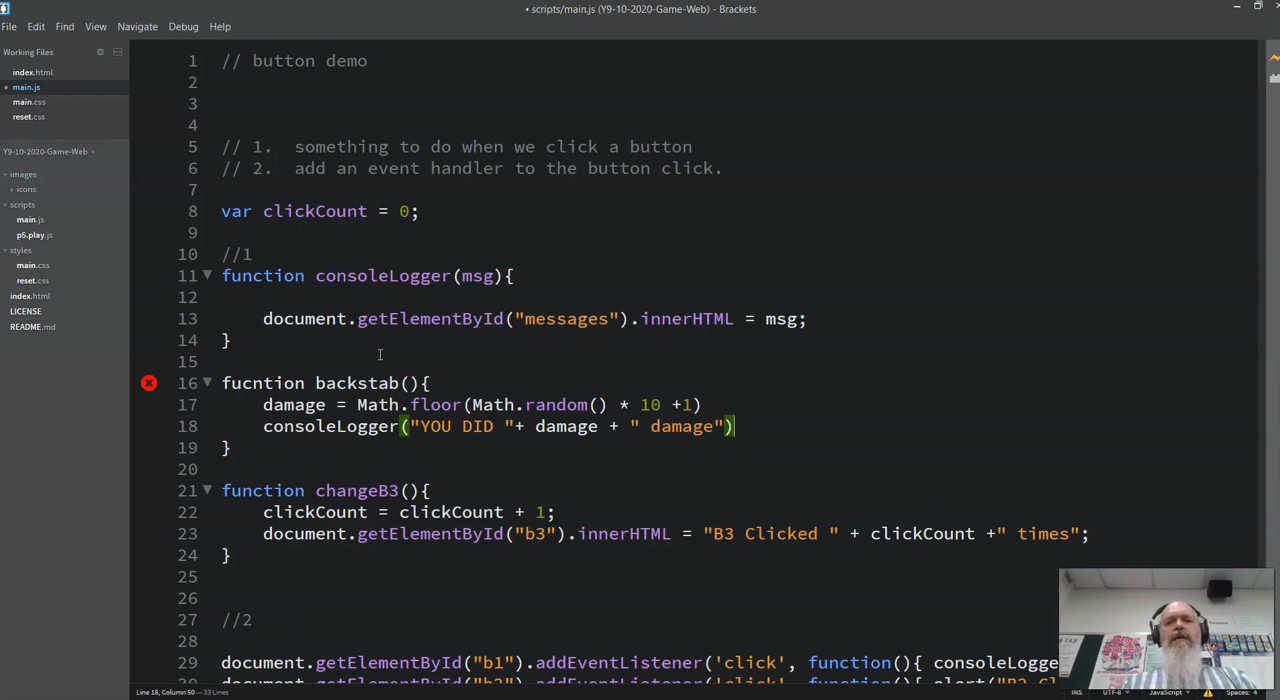 • scripts/main.js (Y9-10-2020-Game-Web) - Brackets
File Edit Find View Navigate Debug Help
Working Files
index.html
• main.js
main.css
reset.css
Y9-10-2020-Game-Web
images
icons
scripts
main.js
p5.play.js
styles
main.css
reset.css
index.html
LICENSE
README.md
1 // button demo
2
3
4
5 // 1. something to do when we click a button
6 // 2. add an event handler to the button click.
7
8 var clickCount = 0;
9
10 //1
11 function consoleLogger(msg){
12
13 document.getElementById("messages").innerHTML = msg;
14 }
15
16 fucntion backstab(){
17 damage = Math.floor(Math.random() * 10 +1)
18 consoleLogger("YOU DID "+ damage + " damage")
19 }
20
21 function changeB3(){
22 clickCount = clickCount + 1;
23 document.getElementById("b3").innerHTML = "B3 Clicked " + clickCount +" times";
24 }
25
26
27 //2
28
29 document.getElementById("b1").addEventListener('click', function(){ consoleLogge
Line 18, Column 50 — 33 Lines
INS UTF-8 JavaScript Spaces: 4